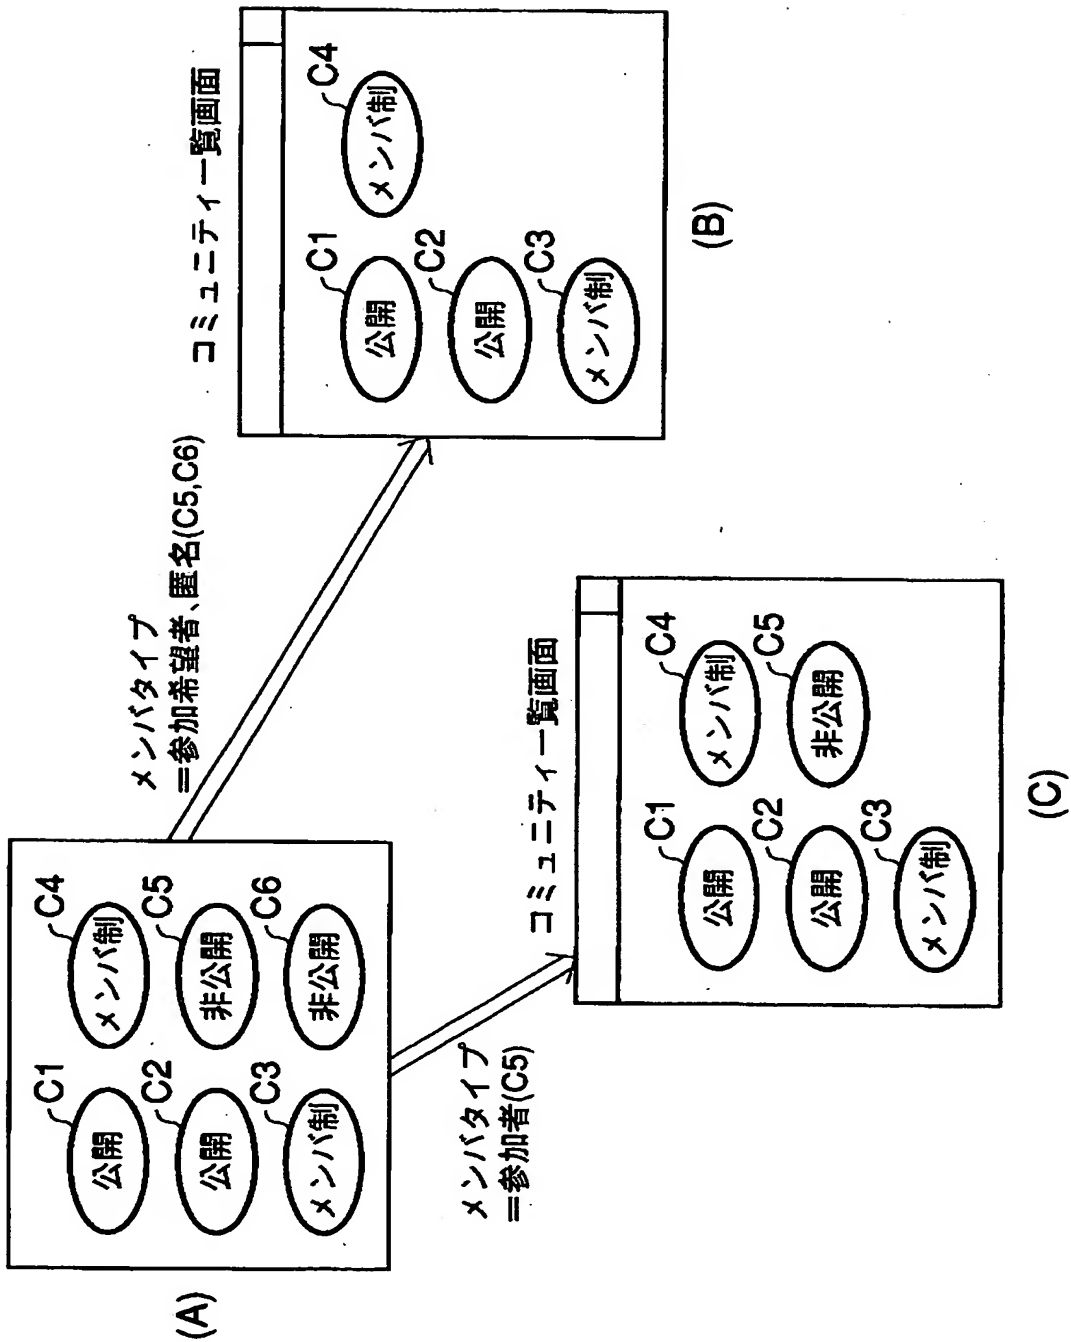 (A)
C1
公開
C2
公開
C3
メンバ制
C4
メンバ制
C5
非公開
C6
非公開
メンバタイプ
=参加希望者、匿名(C5,C6)
メンバタイプ
=参加者(C5)
コミュニティ一覧画面
C1
公開
C2
公開
C3
メンバ制
C4
メンバ制
(B)
コミュニティ一覧画面
C1
公開
C2
公開
C3
メンバ制
C4
メンバ制
C5
非公開
(C)